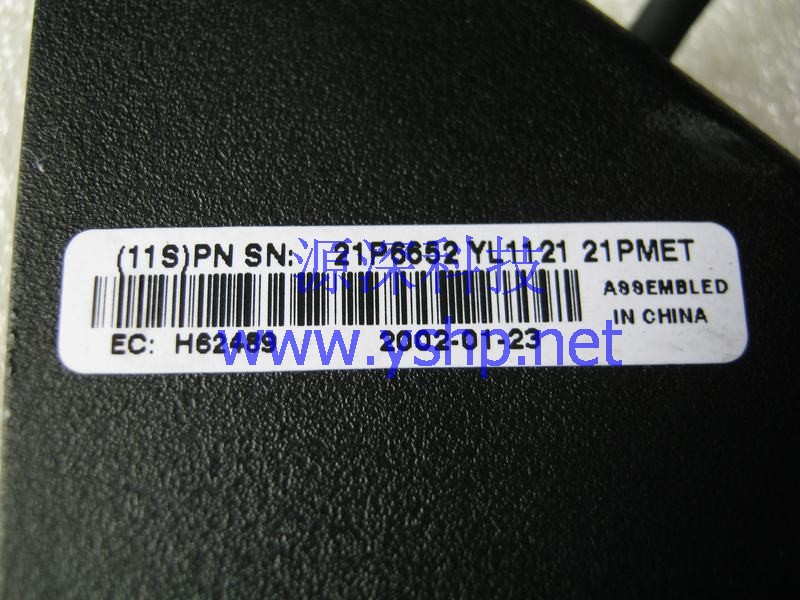 (11S)PN SN: 21P6652 YL1121 21PMET
源深科技
ASSEMBLED
IN CHINA
EC: H62489 2002-01-23
www.yshp.net